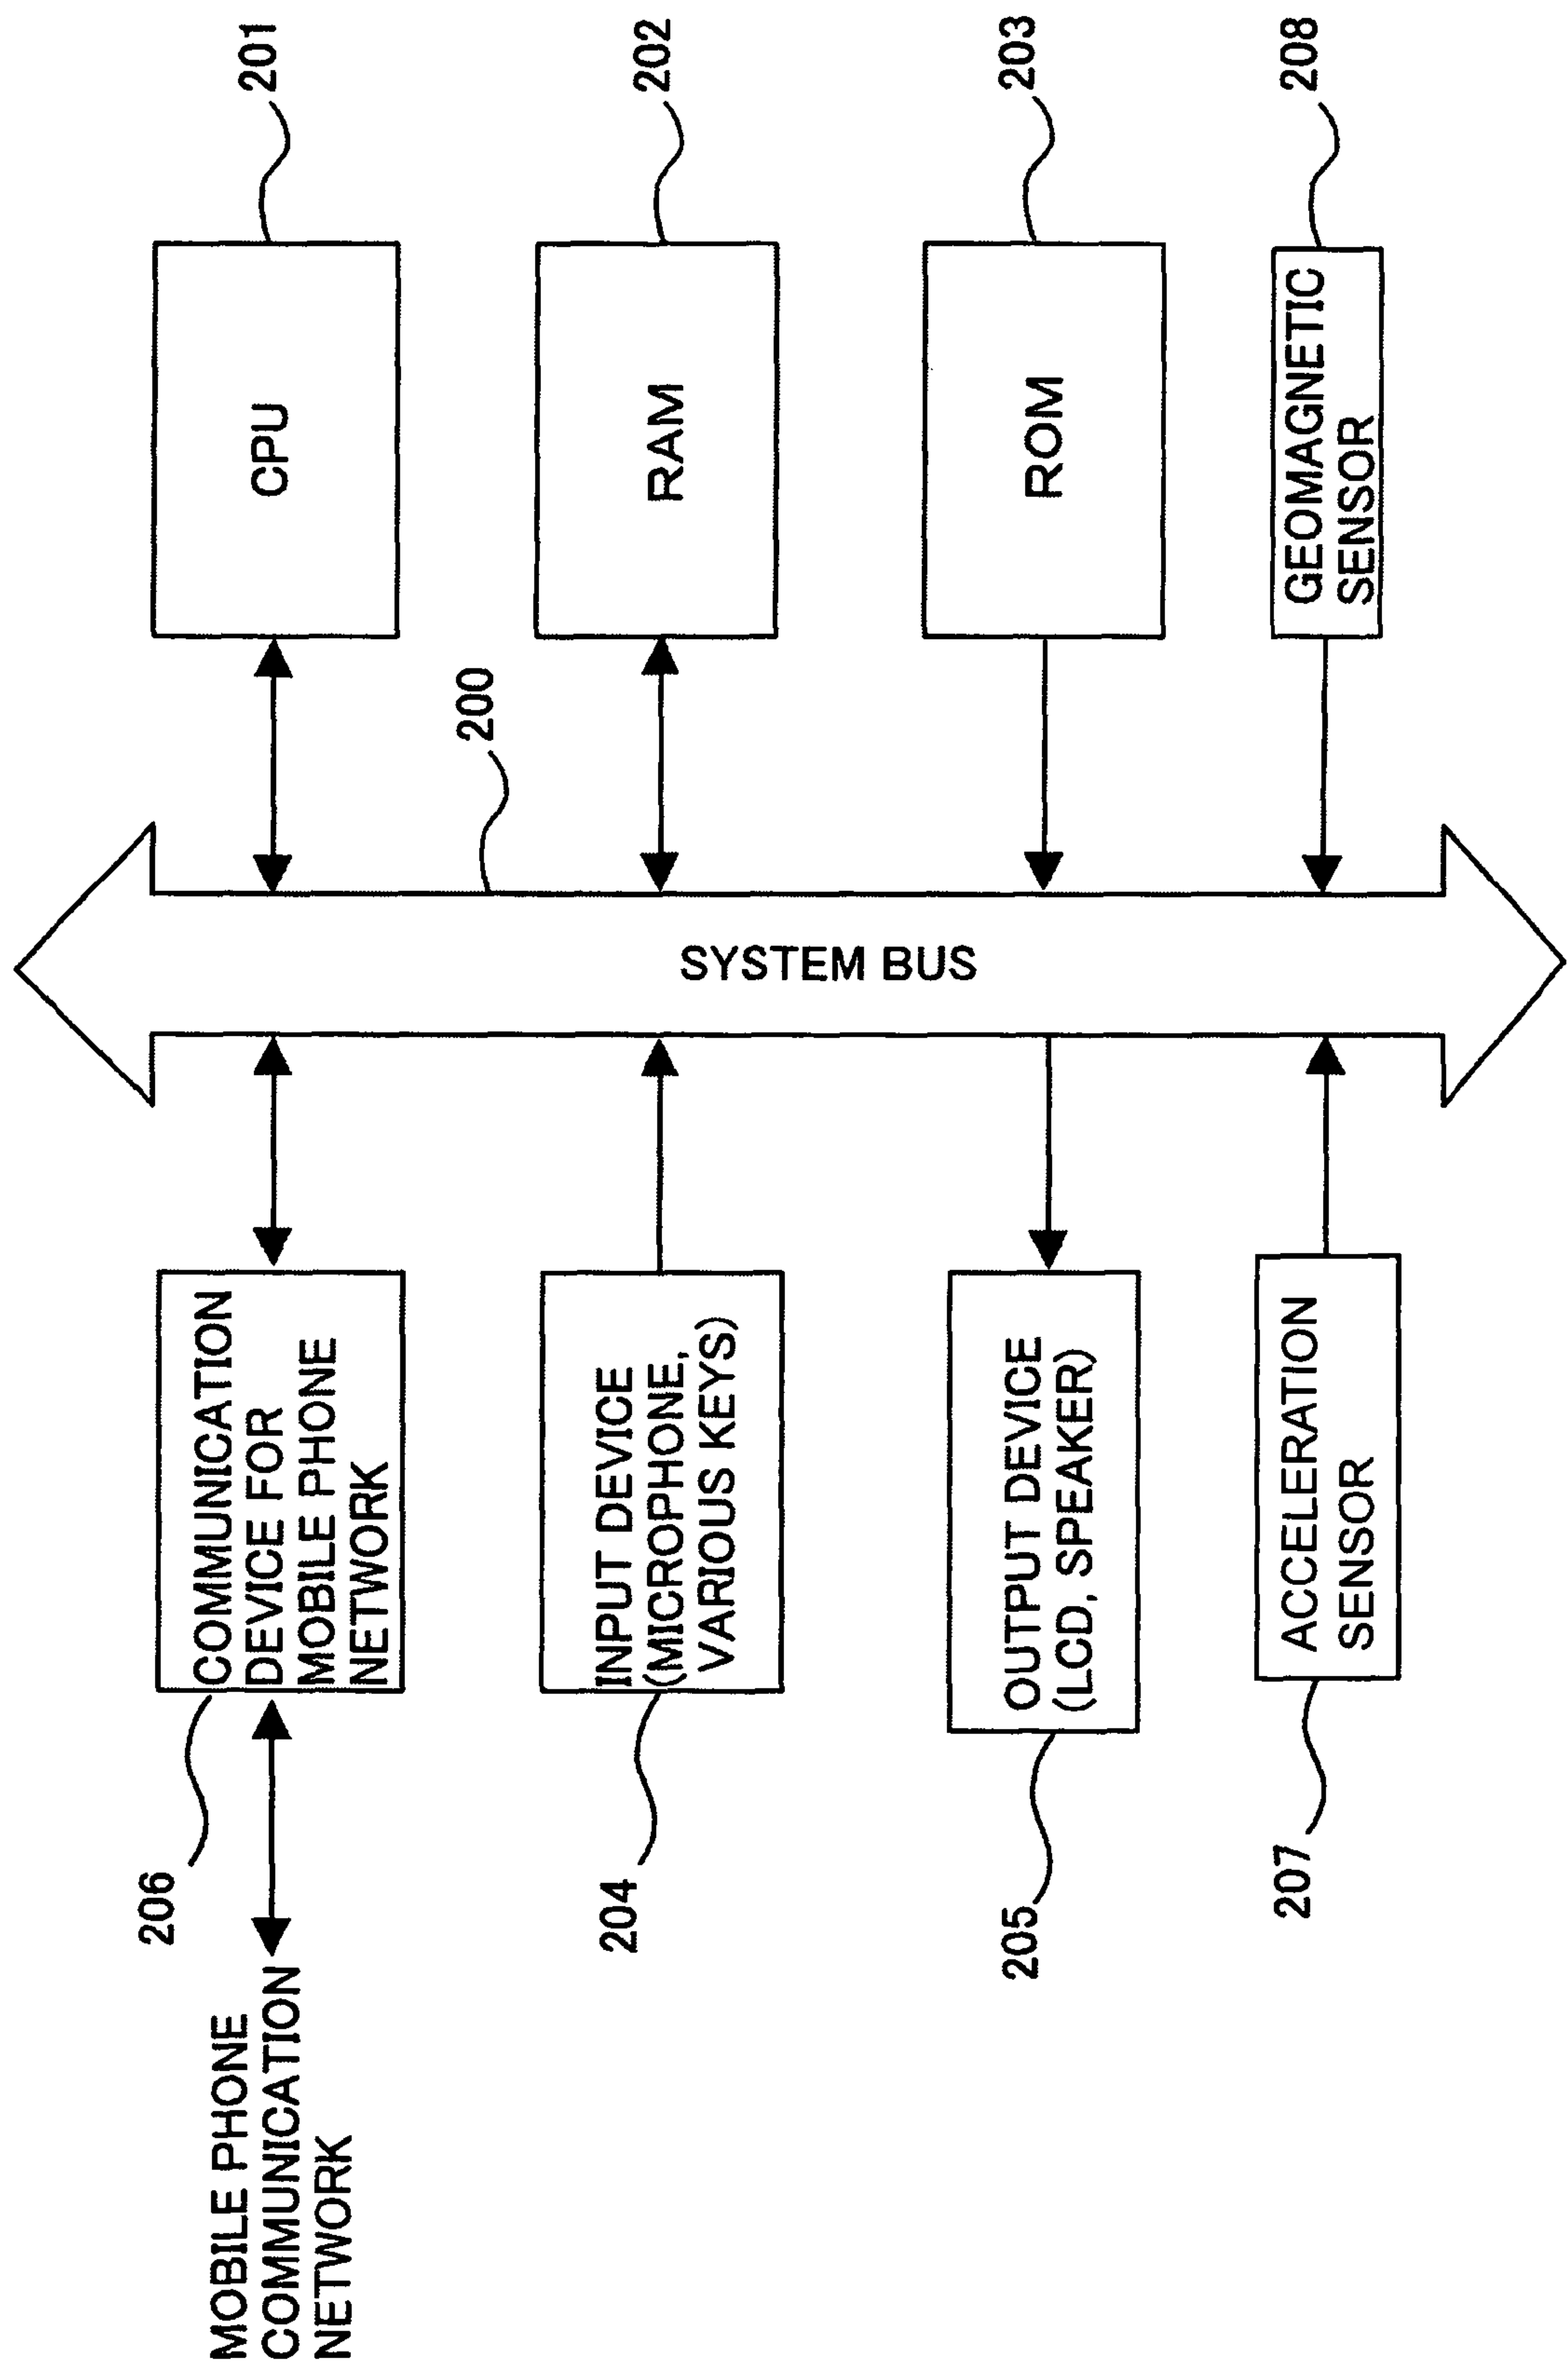 MOBILE PHONE
COMMUNICATION
NETWORK
206
COMMUNICATION
DEVICE FOR
MOBILE PHONE
NETWORK
204
INPUT DEVICE
(MICROPHONE,
VARIOUS KEYS)
205
OUTPUT DEVICE
(LCD, SPEAKER)
207
ACCELERATION
SENSOR
SYSTEM BUS
200
CPU
201
RAM
202
ROM
203
GEOMAGNETIC
SENSOR
208